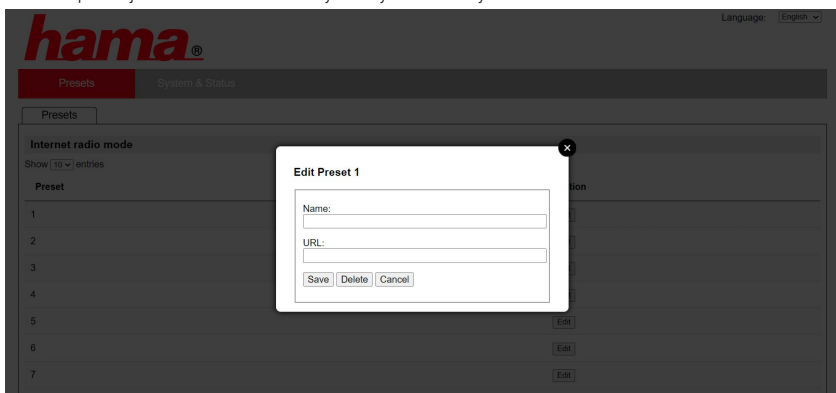 Language: English
hama®
Presets System & Status
Presets
Internet radio mode
Show 10 entries
Preset tion
Edit Preset 1
Name:
URL:
Save Delete Cancel
1
2
3
4
5 Edit
6 Edit
7 Edit